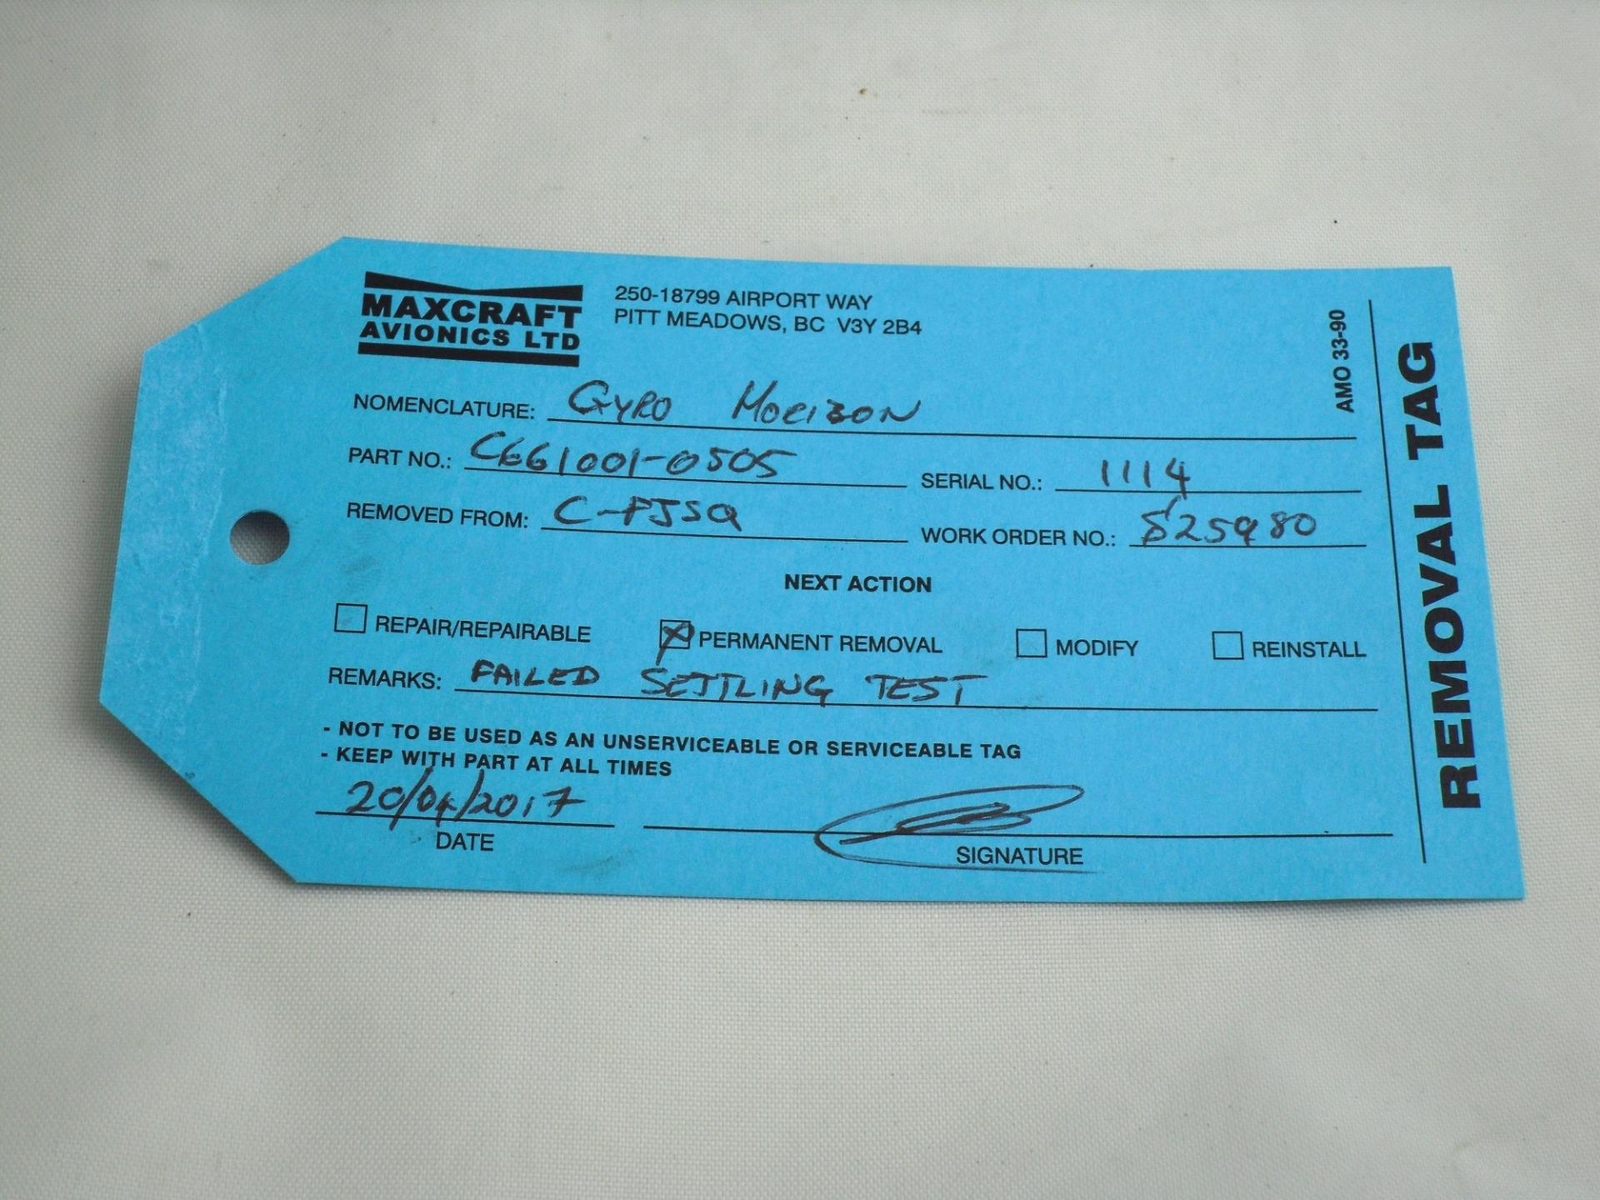 MAXCRAFT
AVIONICS LTD
250-18799 AIRPORT WAY
PITT MEADOWS, BC V3Y 2B4
AMO 33-90
REMOVAL TAG
NOMENCLATURE: GYRO HORIZON
PART NO.: C661001-0505 SERIAL NO.: 1114
REMOVED FROM: C-FJSQ WORK ORDER NO.: S25980
NEXT ACTION
REPAIR/REPAIRABLE PERMANENT REMOVAL MODIFY REINSTALL
REMARKS: FAILED SETTLING TEST
- NOT TO BE USED AS AN UNSERVICEABLE OR SERVICEABLE TAG
- KEEP WITH PART AT ALL TIMES
20/04/2017
DATE SIGNATURE